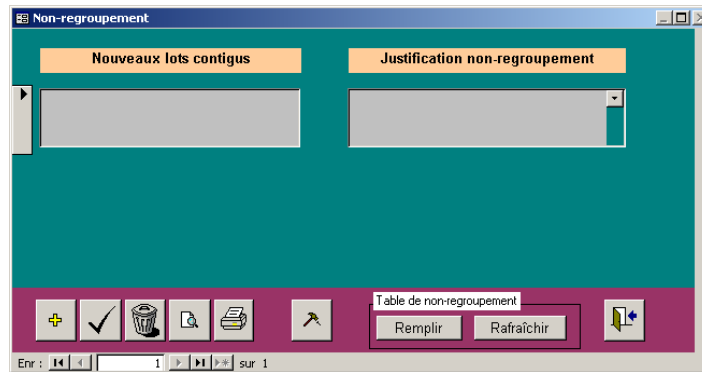 Non-regroupement
Nouveaux lots contigus
Justification non-regroupement
Table de non-regroupement
Remplir
Rafraîchir
Enr : 1 sur 1